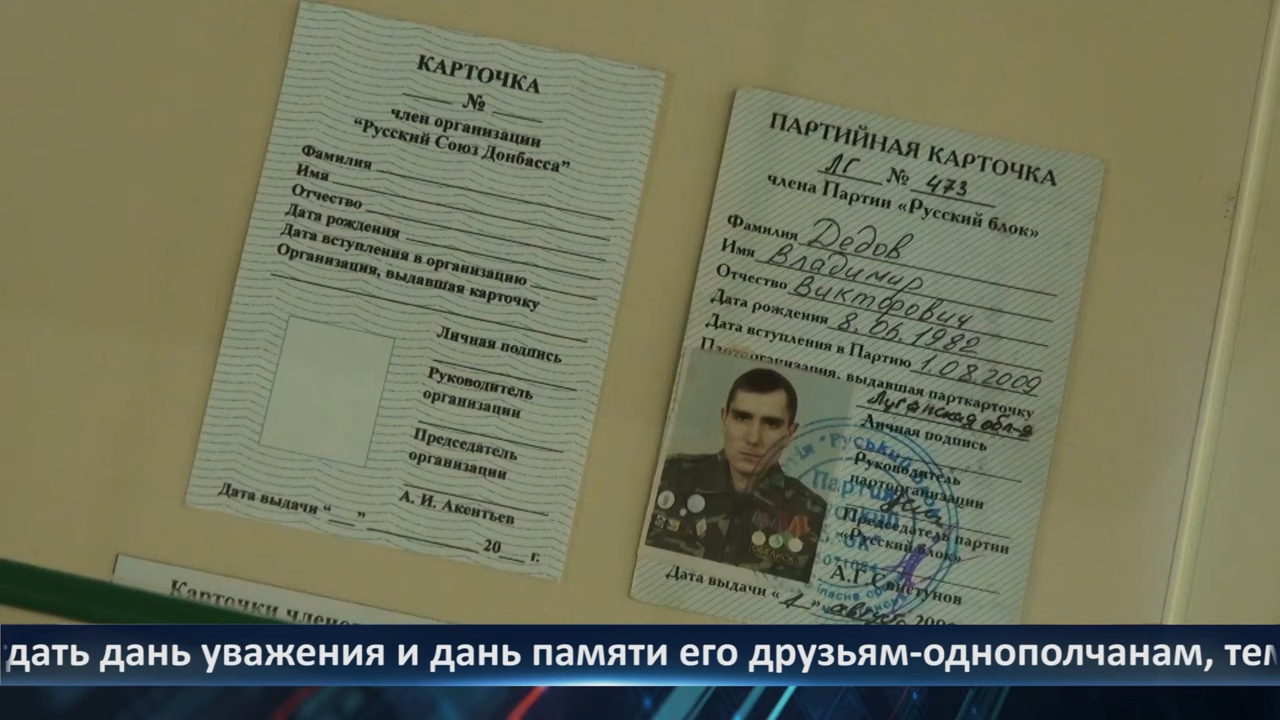 КАРТОЧКА
№
член организации
“Русский Союз Донбасса”
Фамилия
Имя
Отчество
Дата рождения
Дата вступления в организацию
Организация, выдавшая карточку
Личная подпись
Руководитель
организации
Председатель
организации
А. И. Акентьев
Дата выдачи “ ” 20 г.
ПАРТИЙНАЯ КАРТОЧКА
ЛГ № 473
члена Партии «Русский блок»
Фамилия Дедов
Имя Владимир
Отчество Викторович
Дата рождения 8.06.1982
Дата вступления в Партию 1.08.2009
Парторганизация, выдавшая парткарточку
Луганская обл-я
Личная подпись
Руководитель
парторганизации
Председатель партии
«Русский блок»
А.Г Свистунов
Дата выдачи « 1 » августа
Карточки
дать дань уважения и дань памяти его друзьям-однополчанам, тем